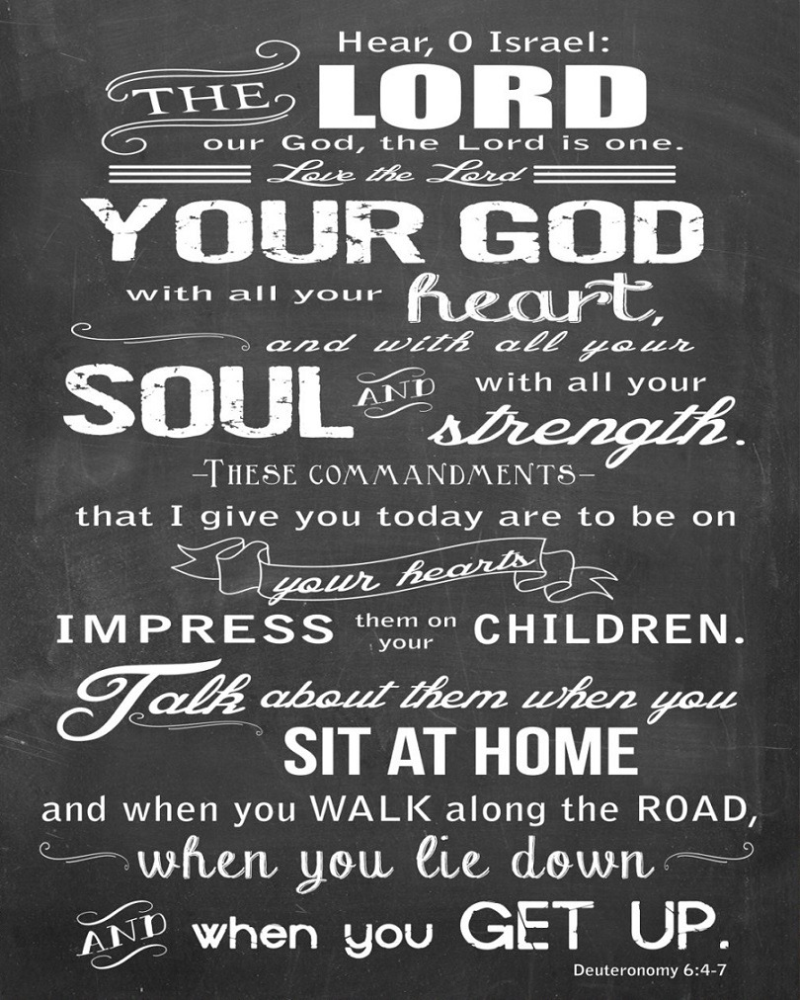 Hear, O Israel:
THE LORD
our God, the Lord is one.
Love the Lord
YOUR GOD
with all your heart,
and with all your
SOUL AND with all your
strength.
–THESE COMMANDMENTS–
that I give you today are to be on
your hearts
IMPRESS them on your CHILDREN.
Talk about them when you
SIT AT HOME
and when you WALK along the ROAD,
when you lie down
AND when you GET UP.
Deuteronomy 6:4-7